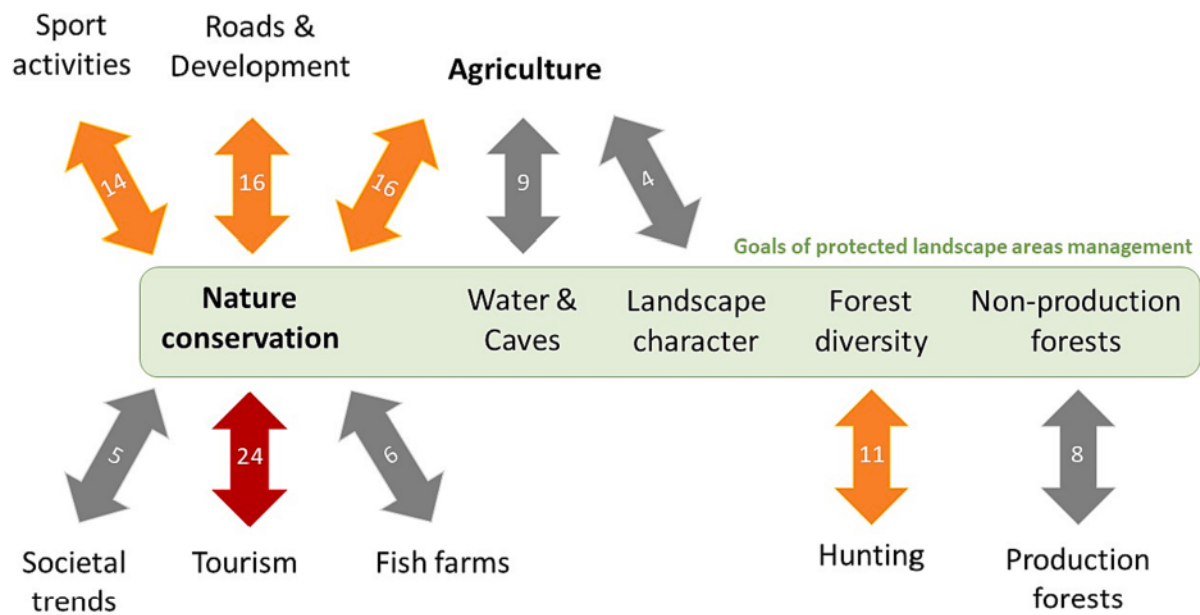 Sport
activities
Roads &
Development
Agriculture
14
16
16
9
4
Goals of protected landscape areas management
Nature
conservation
Water &
Caves
Landscape
character
Forest
diversity
Non-production
forests
5
24
6
11
8
Societal
trends
Tourism
Fish farms
Hunting
Production
forests